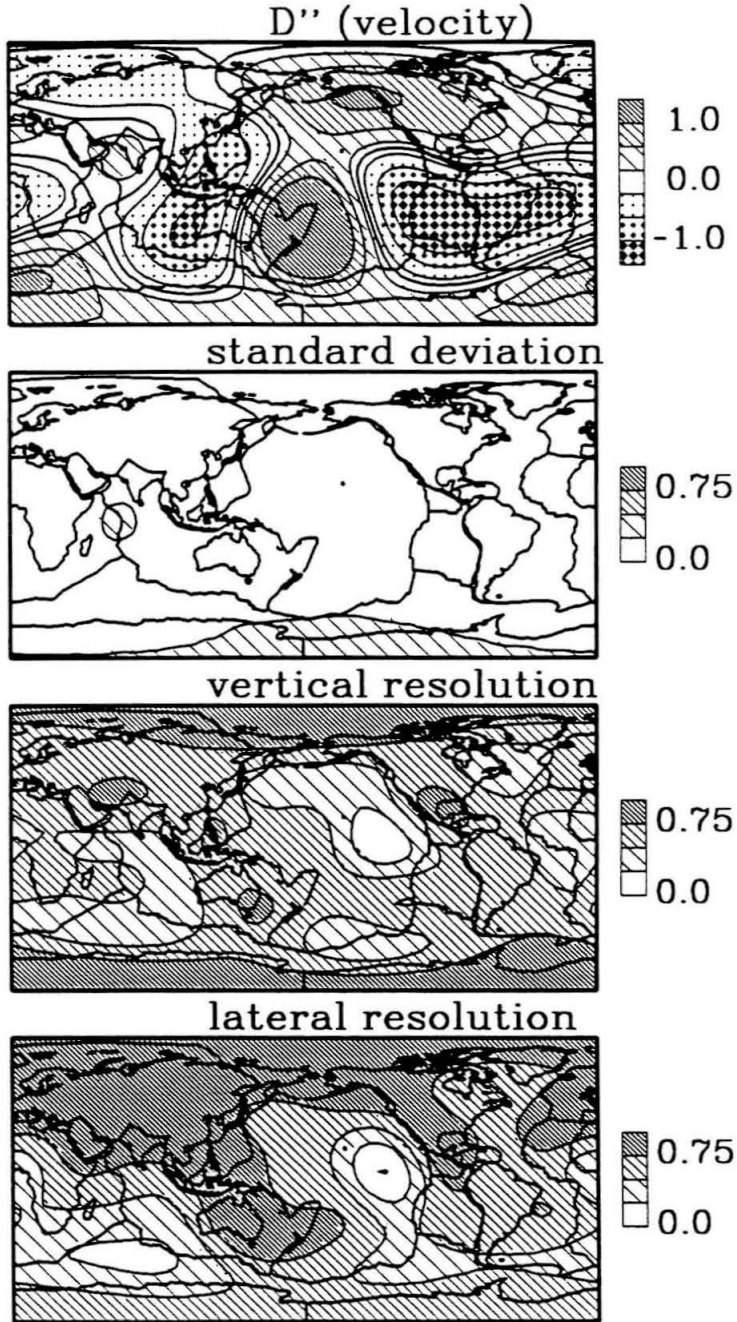 D’’ (velocity)
1.0
0.0
-1.0
standard deviation
0.75
0.0
vertical resolution
0.75
0.0
lateral resolution
0.75
0.0